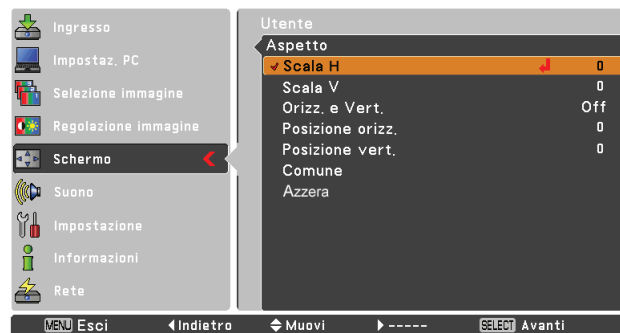 Ingresso
Impostaz. PC
Selezione immagine
Regolazione immagine
Schermo
Suono
Impostazione
Informazioni
Rete
Utente
Aspetto
Scala H 0
Scala V 0
Orizz. e Vert. Off
Posizione orizz. 0
Posizione vert. 0
Comune
Azzera
MENU Esci Indietro Muovi ----- SELECT Avanti